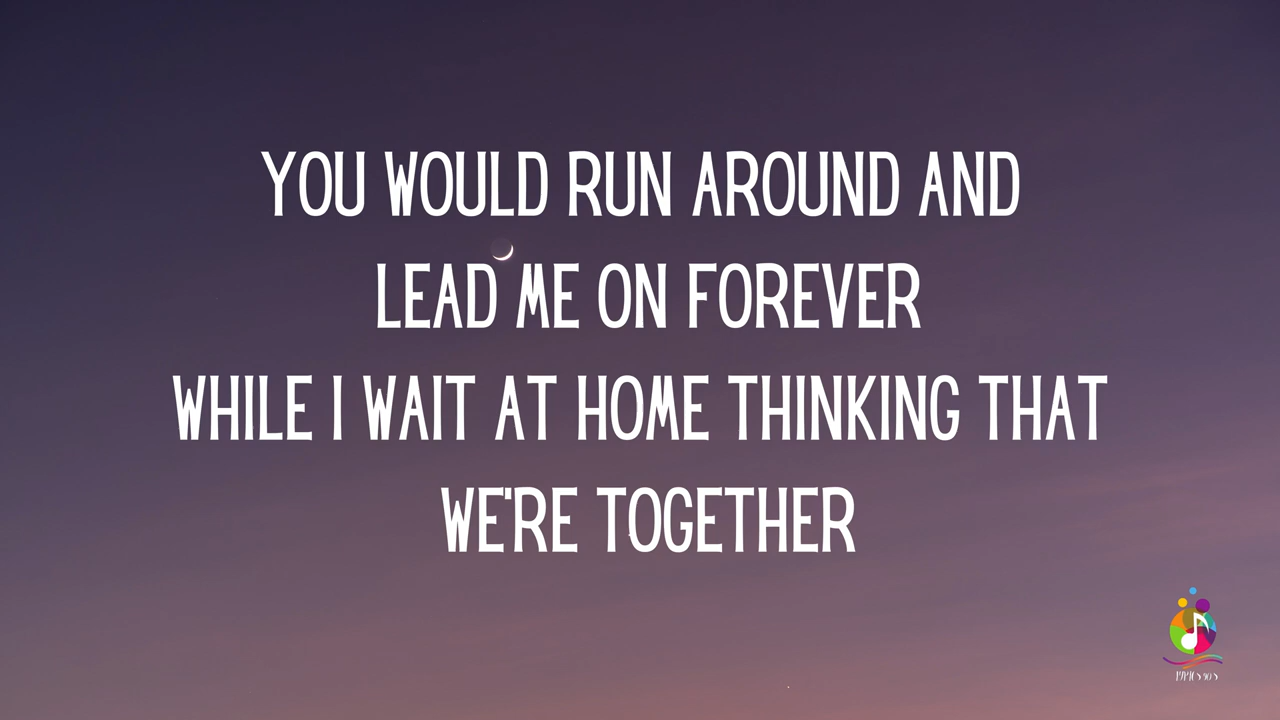 YOU WOULD RUN AROUND AND
LEAD ME ON FOREVER
WHILE I WAIT AT HOME THINKING THAT
WE'RE TOGETHER